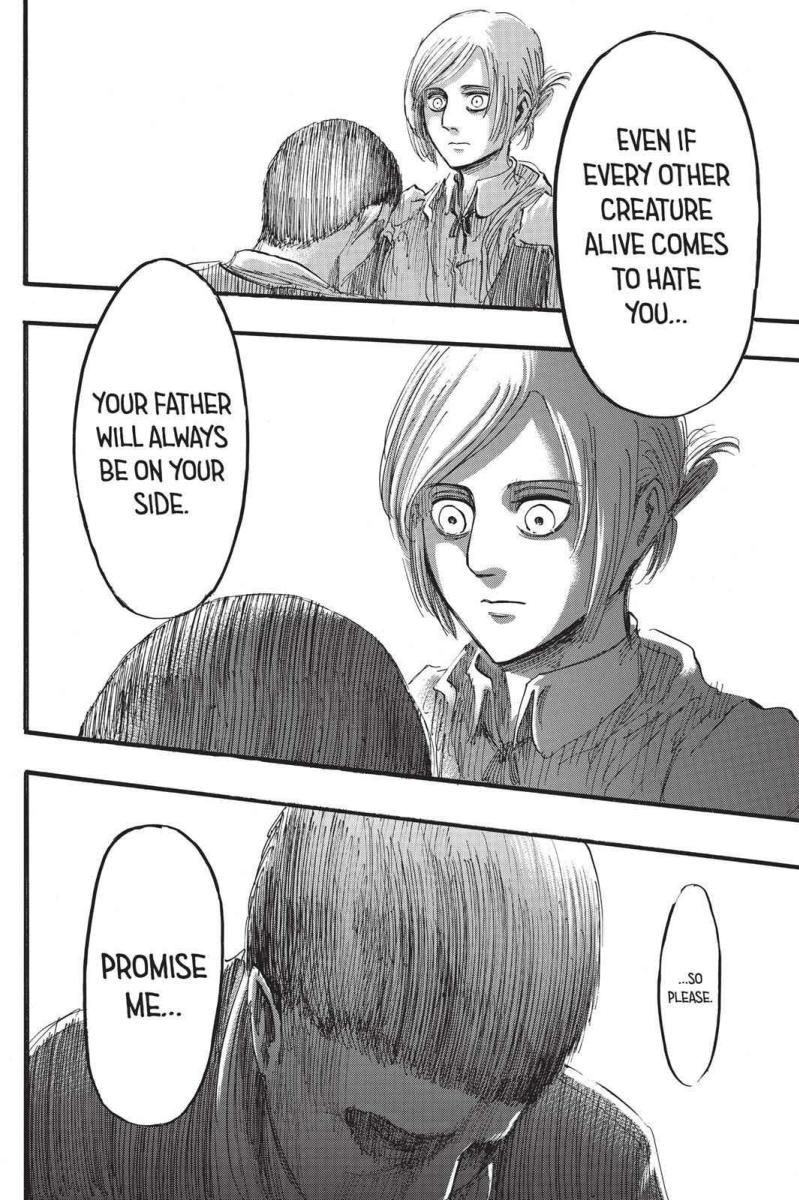 EVEN IF
EVERY OTHER
CREATURE
ALIVE COMES
TO HATE
YOU...
YOUR FATHER
WILL ALWAYS
BE ON YOUR
SIDE.
...SO
PLEASE.
PROMISE
ME...